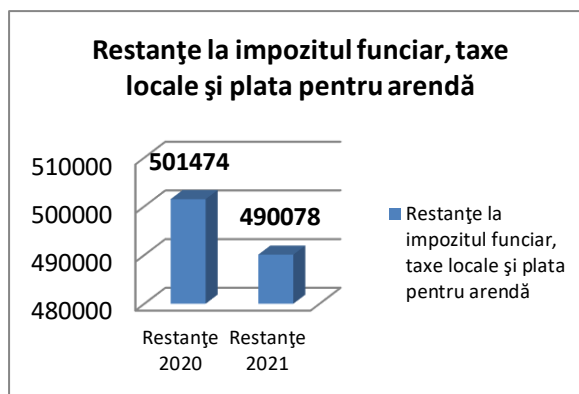 Restanţe la impozitul funciar, taxe
locale şi plata pentru arendă
510000
500000
490000
480000
501474
490078
Restanţe
2020
Restanţe
2021
Restanţe la
impozitul funciar,
taxe locale şi plata
pentru arendă